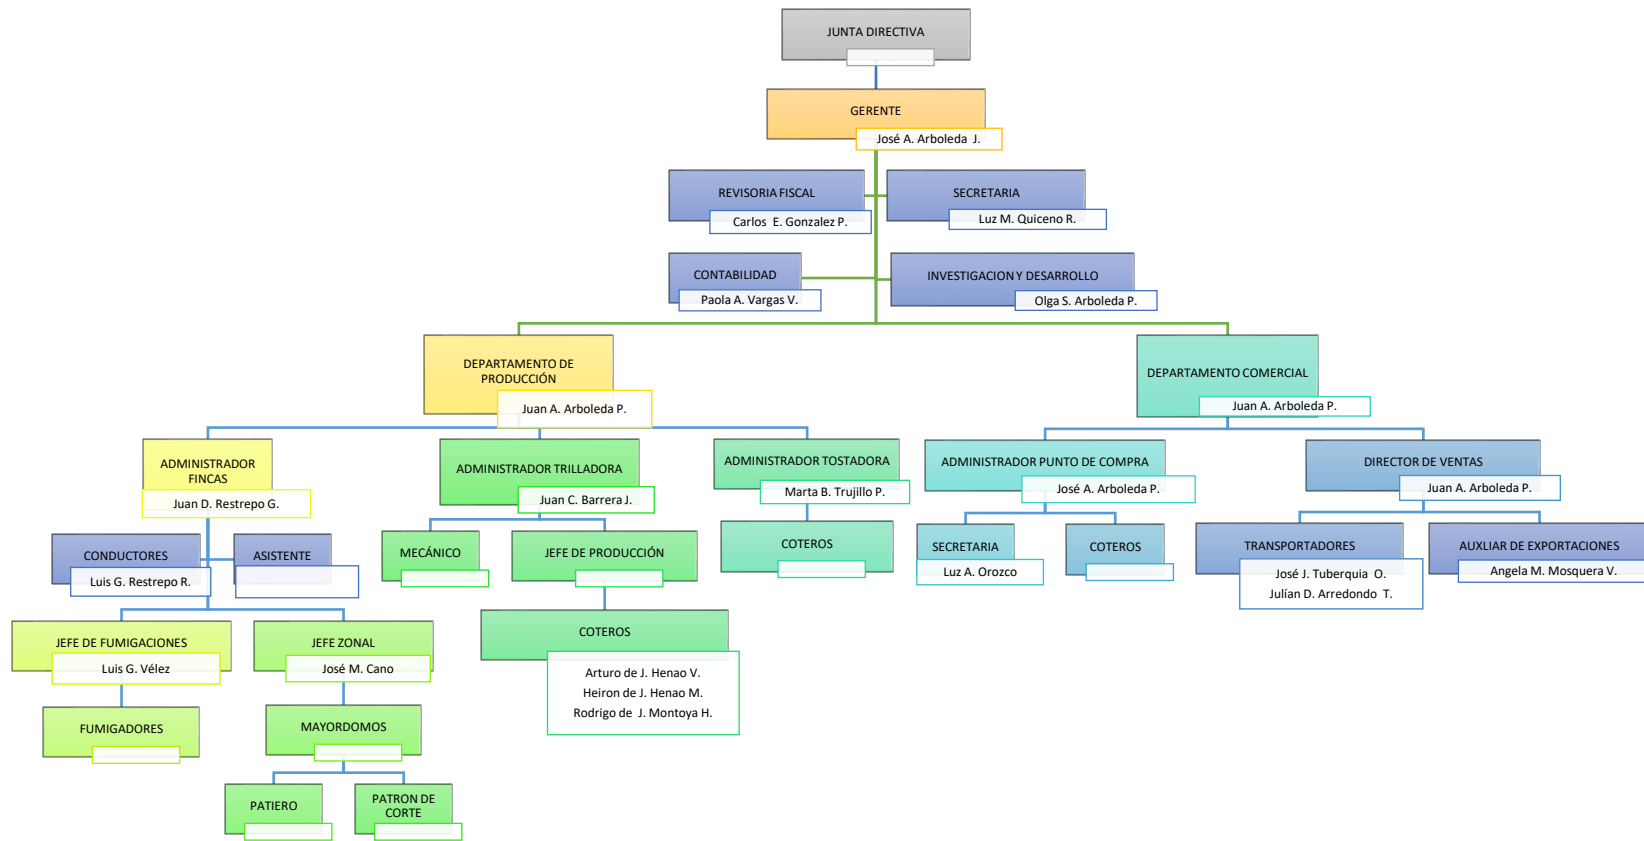 JUNTA DIRECTIVA
GERENTE
José A. Arboleda J.
REVISORIA FISCAL
Carlos E. Gonzalez P.
SECRETARIA
Luz M. Quiceno R.
CONTABILIDAD
Paola A. Vargas V.
INVESTIGACION Y DESARROLLO
Olga S. Arboleda P.
DEPARTAMENTO DE
PRODUCCIÓN
Juan A. Arboleda P.
DEPARTAMENTO COMERCIAL
Juan A. Arboleda P.
ADMINISTRADOR
FINCAS
Juan D. Restrepo G.
ADMINISTRADOR TRILLADORA
Juan C. Barrera J.
ADMINISTRADOR TOSTADORA
Marta B. Trujillo P.
ADMINISTRADOR PUNTO DE COMPRA
José A. Arboleda P.
DIRECTOR DE VENTAS
Juan A. Arboleda P.
CONDUCTORES
Luis G. Restrepo R.
ASISTENTE
MECÁNICO
JEFE DE PRODUCCIÓN
COTEROS
SECRETARIA
Luz A. Orozco
COTEROS
TRANSPORTADORES
José J. Tuberquia O.
Julían D. Arredondo T.
AUXLIAR DE EXPORTACIONES
Angela M. Mosquera V.
JEFE DE FUMIGACIONES
Luis G. Vélez
JEFE ZONAL
José M. Cano
COTEROS
Arturo de J. Henao V.
Heiron de J. Henao M.
Rodrigo de J. Montoya H.
FUMIGADORES
MAYORDOMOS
PATIERO
PATRON DE
CORTE